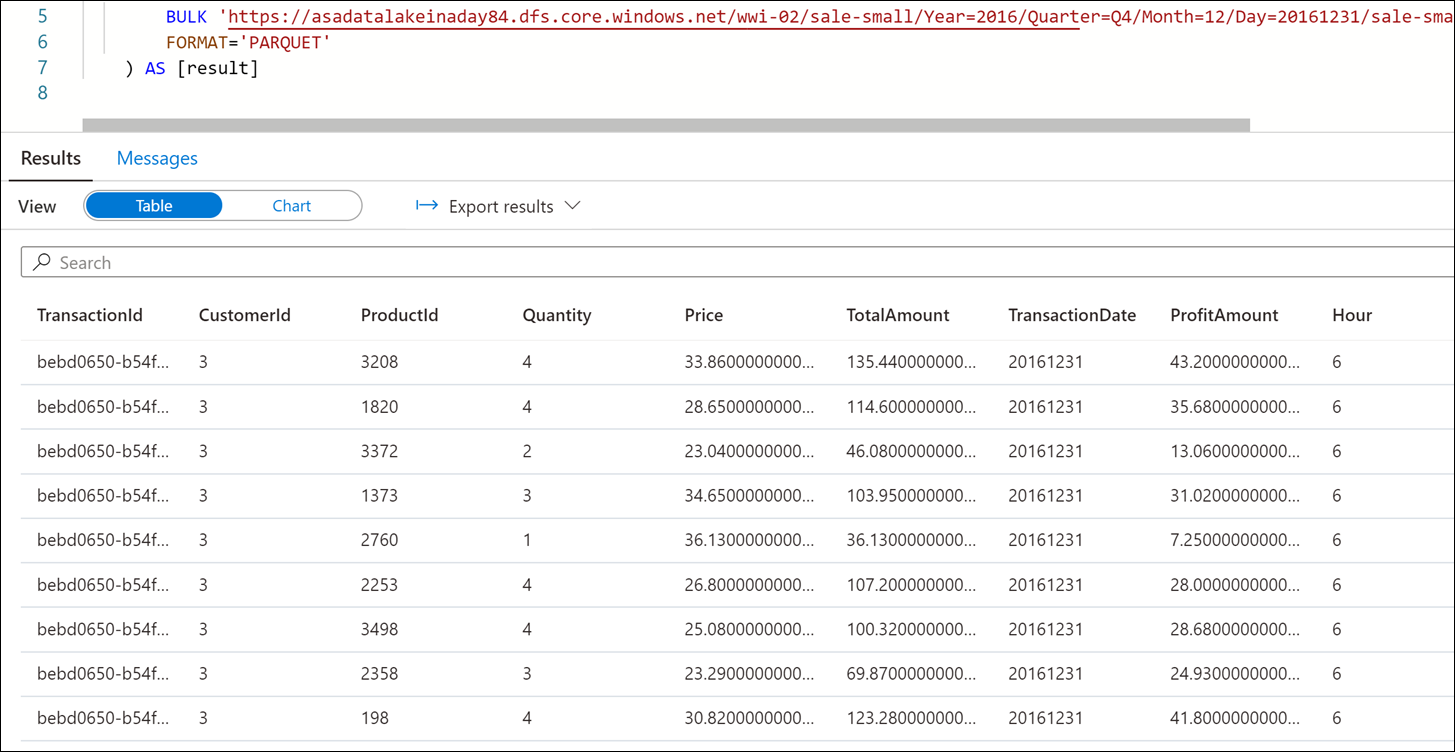 5 BULK 'https://asadatalakeinaday84.dfs.core.windows.net/wwi-02/sale-small/Year=2016/Quarter=Q4/Month=12/Day=20161231/sale-sma
6 FORMAT='PARQUET'
7 ) AS [result]
8
Results Messages
View Table Chart Export results
Search
TransactionId CustomerId ProductId Quantity Price TotalAmount TransactionDate ProfitAmount Hour
bebd0650-b54f... 3 3208 4 33.8600000000... 135.440000000... 20161231 43.2000000000... 6
bebd0650-b54f... 3 1820 4 28.6500000000... 114.600000000... 20161231 35.6800000000... 6
bebd0650-b54f... 3 3372 2 23.0400000000... 46.0800000000... 20161231 13.0600000000... 6
bebd0650-b54f... 3 1373 3 34.6500000000... 103.950000000... 20161231 31.0200000000... 6
bebd0650-b54f... 3 2760 1 36.1300000000... 36.1300000000... 20161231 7.25000000000... 6
bebd0650-b54f... 3 2253 4 26.8000000000... 107.200000000... 20161231 28.0000000000... 6
bebd0650-b54f... 3 3498 4 25.0800000000... 100.320000000... 20161231 28.6800000000... 6
bebd0650-b54f... 3 2358 3 23.2900000000... 69.8700000000... 20161231 24.9300000000... 6
bebd0650-b54f... 3 198 4 30.8200000000... 123.280000000... 20161231 41.8000000000... 6